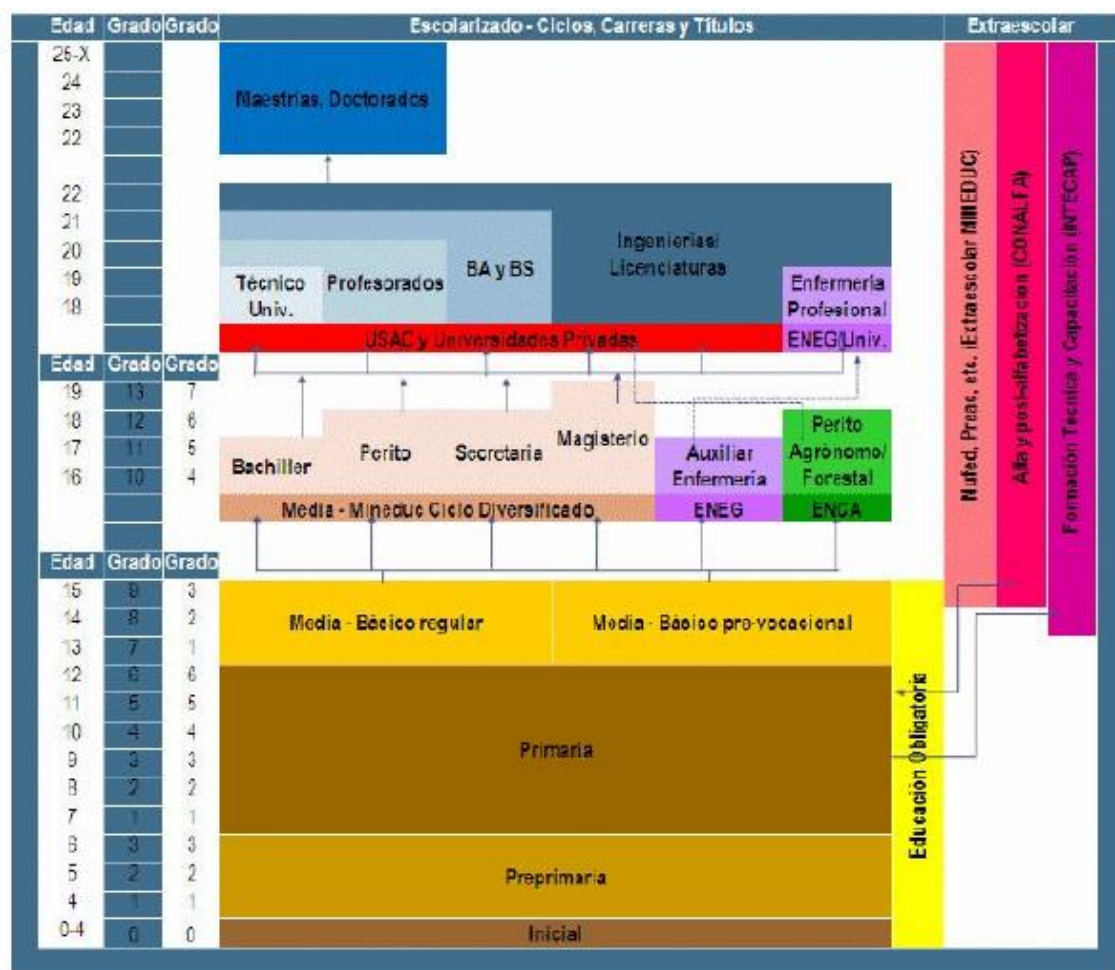 Edad Grado Grado Escolarizado - Ciclos, Carreras y Títulos Extraescolar
25-X
24
Maestrías, Doctorados
23
22
22
21
20
Ingenierías/
Licenciaturas
BA y BS
19
Técnico
Univ.
Profesorados
Enfermería
Profesional
18
USAC y Universidades Privadas
ENEG/Univ.
Edad Grado Grado
19 13 7
18 12 6
17 11 5
16 10 4
Bachiller
Perito
Secretaria
Magisterio
Auxiliar
Enfermería
Perito
Agrónomo/
Forestal
Media - Mineduc Ciclo Diversificado
ENEG
ENCA
Edad Grado Grado
15 9 3
14 8 2
13 7 1
Media - Básico regular
Media - Básico pre-vocacional
12 6 6
11 5 5
10 4 4
9 3 3
8 2 2
7 1 1
Primaria
6 3 3
5 2 2
4 1 1
Preprimaria
0-4 0 0
Inicial
Educación Obligatoria
Nufed, Preac, etc. (Extraescolar MINEDUC)
Alfa y post-alfabetización (CONALFA)
Formación Técnica y Capacitación (INTECAP)